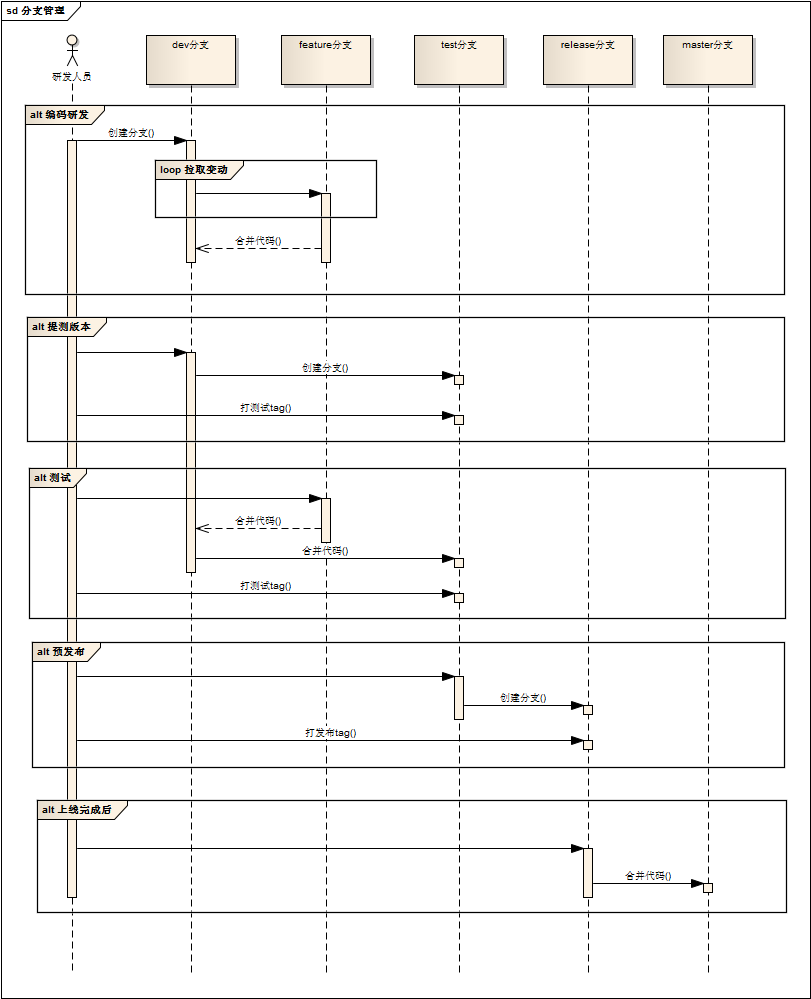 sd 分支管理
研发人员
dev分支
feature分支
test分支
release分支
master分支
alt 编码研发
创建分支()
loop 拉取变动
合并代码()
alt 提测版本
创建分支()
打测试tag()
alt 测试
合并代码()
合并代码()
打测试tag()
alt 预发布
创建分支()
打发布tag()
alt 上线完成后
合并代码()